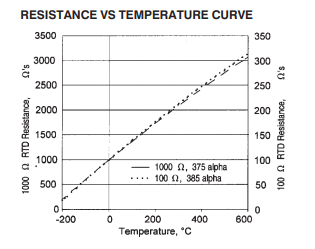 RESISTANCE VS TEMPERATURE CURVE
3500
3000
2500
2000
1500
1000
500
0
1000 Ω RTD Resistance, Ω's
350
300
250
200
150
100
50
0
100 Ω RTD Resistance, Ω's
1000 Ω, 375 alpha
100 Ω, 385 alpha
-200 0 200 400 600
Temperature, °C